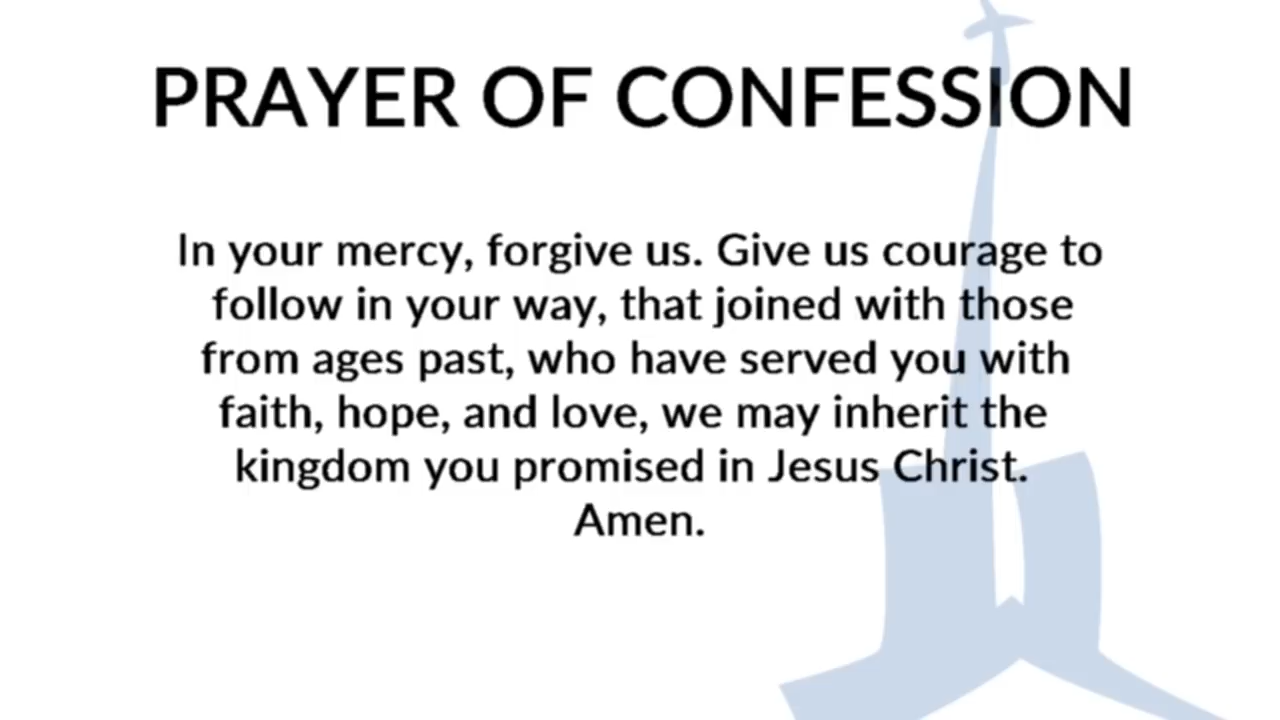 PRAYER OF CONFESSION
In your mercy, forgive us. Give us courage to
follow in your way, that joined with those
from ages past, who have served you with
faith, hope, and love, we may inherit the
kingdom you promised in Jesus Christ.
Amen.